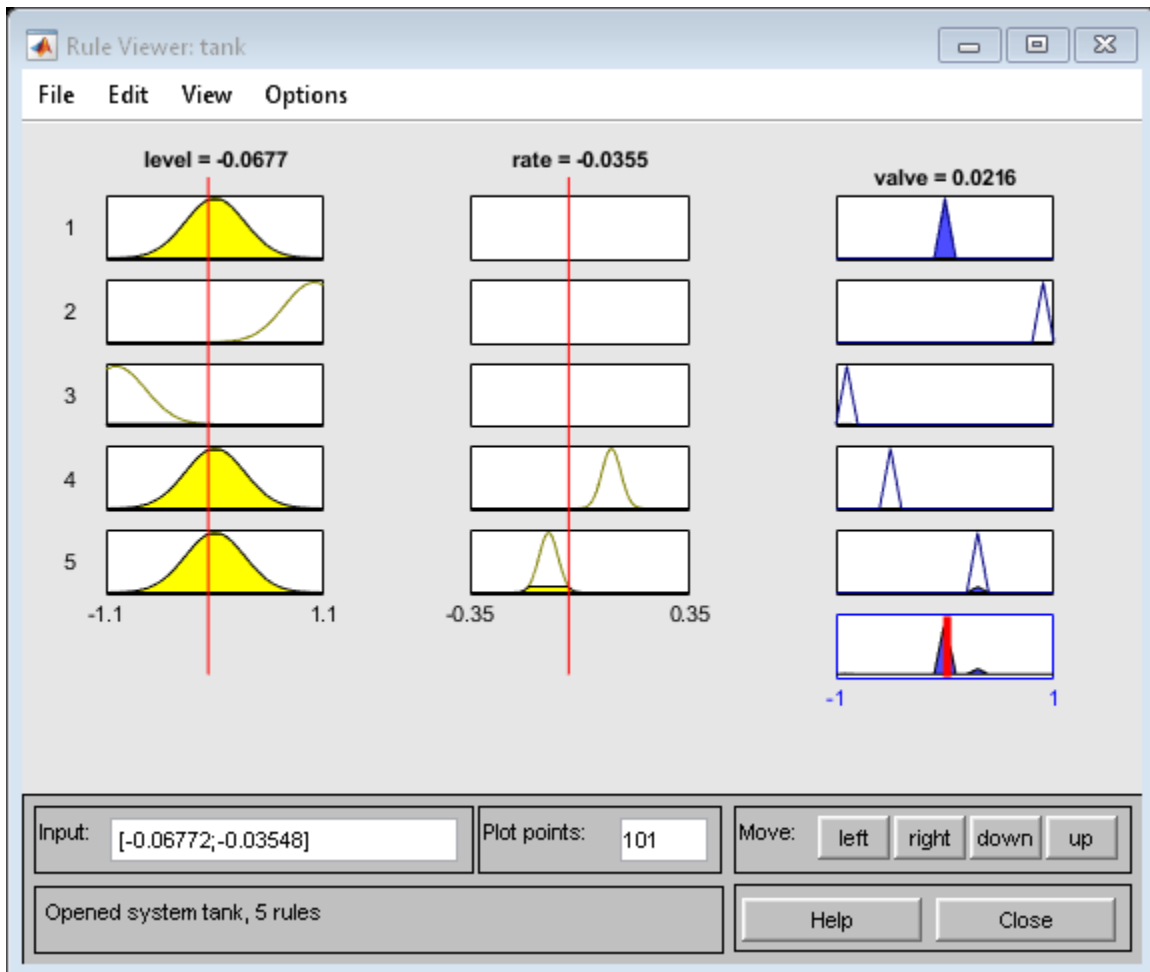 Rule Viewer: tank
File Edit View Options
level = -0.0677
rate = -0.0355
valve = 0.0216
1
2
3
4
5
-1.1 1.1
-0.35 0.35
-1 1
Input: [-0.06772;-0.03548]
Plot points: 101
Move: left right down up
Opened system tank, 5 rules
Help Close